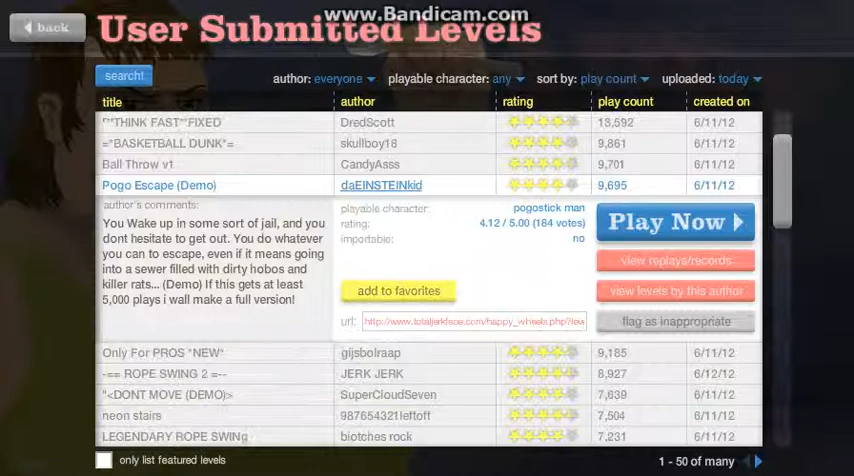 www.Bandicam.com
back
User Submitted Levels
search!
author: everyone playable character: any sort by: play count uploaded: today
title author rating play count created on
"*THINK FAST*"FIXED DredScott 13,592 6/11/12
="BASKETBALL DUNK"= skullboy18 9,861 6/11/12
Ball Throw v1 CandyAsss 9,701 6/11/12
Pogo Escape (Demo) daEINSTEINkid 9,695 6/11/12
author's comments:
You Wake up in some sort of jail, and you
dont hesitate to get out. You do whatever
you can to escape, even if it means going
into a sewer filled with dirty hobos and
killer rats... (Demo) If this gets at least
5,000 plays i wall make a full version!
playable character: pogostick man
rating: 4.12 / 5.00 (184 votes)
importable: no
add to favorites
url: http://www.totaljerkface.com/happy_wheels.php?lev
Play Now
view replays/records
view levels by this author
flag as inappropriate
Only For PROS *NEW* gijsbolraap 9,185 6/11/12
-== ROPE SWING 2 =-- JERK JERK 8,927 6/12/12
"<DONT MOVE (DEMO)> SuperCloudSeven 7,639 6/11/12
neon stairs 987654321leftoff 7,504 6/11/12
LEGENDARY ROPE SWINg biotches rock 7,231 6/11/12
only list featured levels
1 - 50 of many